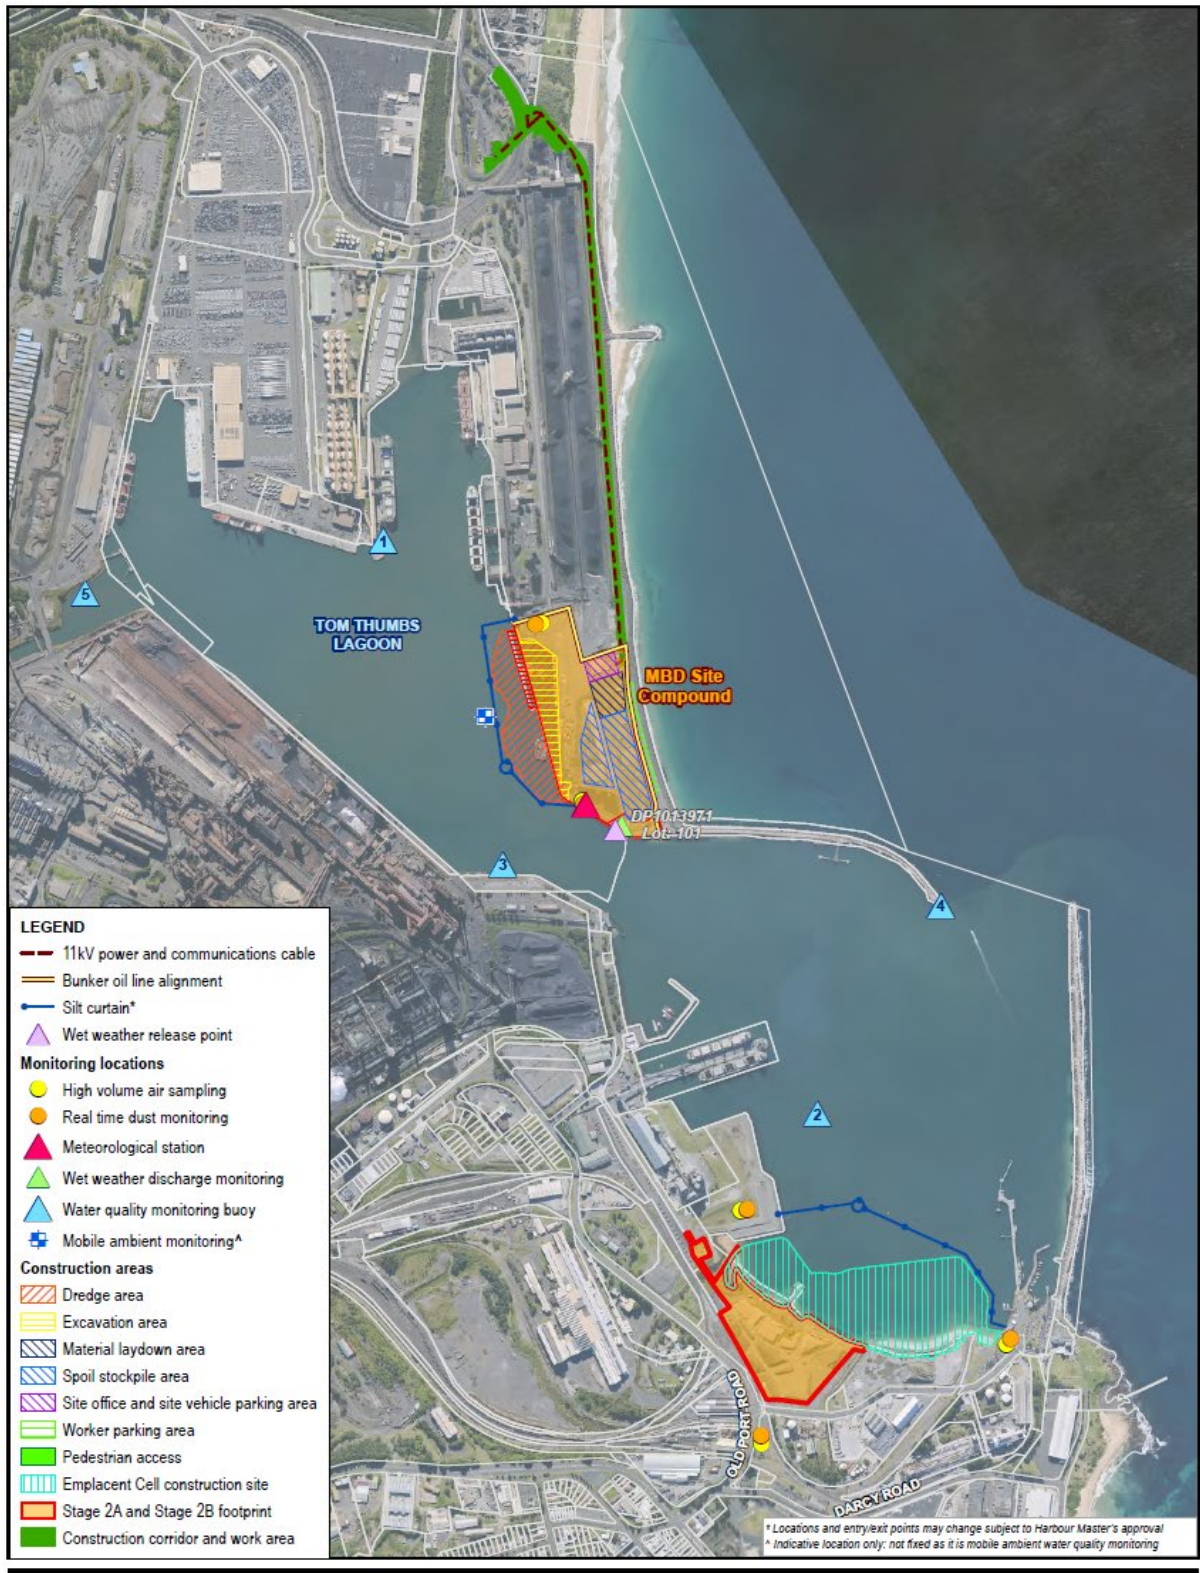 1
5
TOM THUMBS
LAGOON
MBD Site
Compound
DP1013971
Lot: 101
3
4
2
OLD PORT ROAD
DARCY ROAD
LEGEND
11kV power and communications cable
Bunker oil line alignment
Silt curtain*
Wet weather release point
Monitoring locations
High volume air sampling
Real time dust monitoring
Meteorological station
Wet weather discharge monitoring
Water quality monitoring buoy
Mobile ambient monitoring^
Construction areas
Dredge area
Excavation area
Material laydown area
Spoil stockpile area
Site office and site vehicle parking area
Worker parking area
Pedestrian access
Emplacent Cell construction site
Stage 2A and Stage 2B footprint
Construction corridor and work area
* Locations and entry/exit points may change subject to Harbour Master's approval
^ Indicative location only: not fixed as it is mobile ambient water quality monitoring